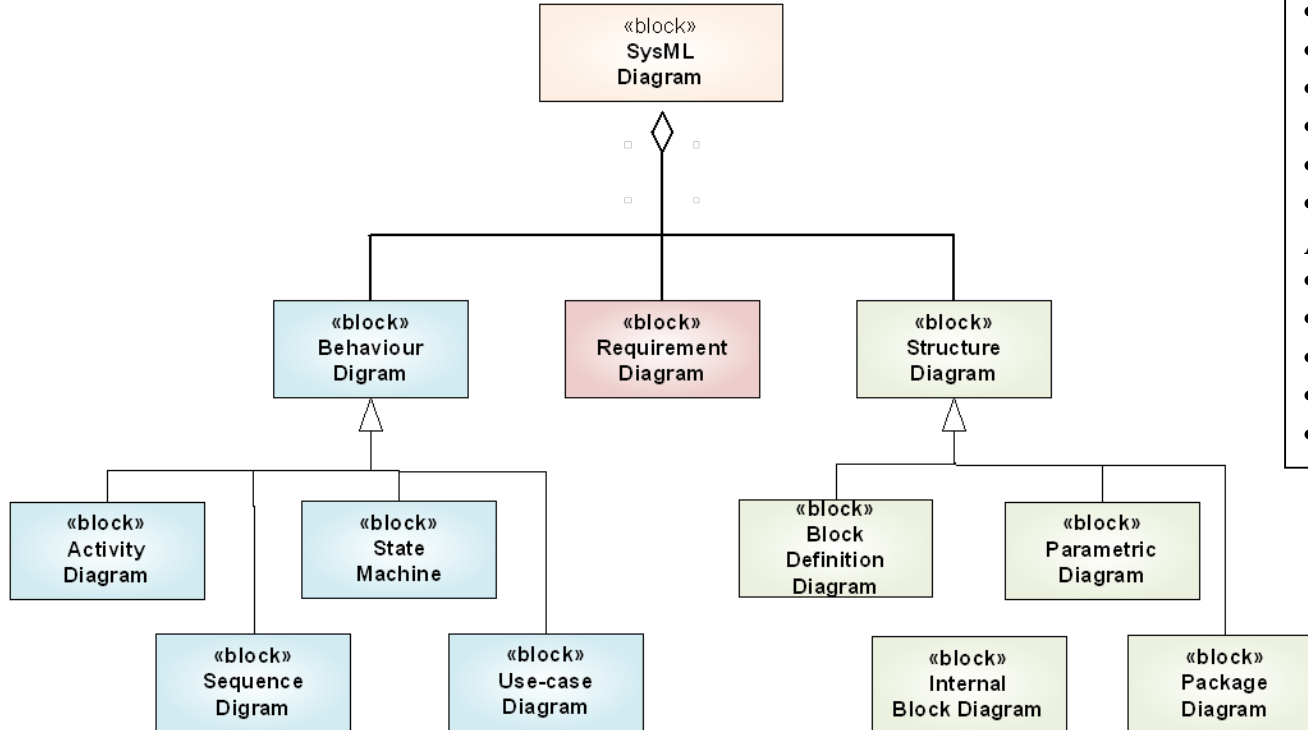 «block»
SysML
Diagram
«block»
Behaviour
Digram
«block»
Requirement
Diagram
«block»
Structure
Diagram
«block»
Activity
Diagram
«block»
State
Machine
«block»
Block
Definition
Diagram
«block»
Parametric
Diagram
«block»
Sequence
Digram
«block»
Use-case
Diagram
«block»
Internal
Block Diagram
«block»
Package
Diagram